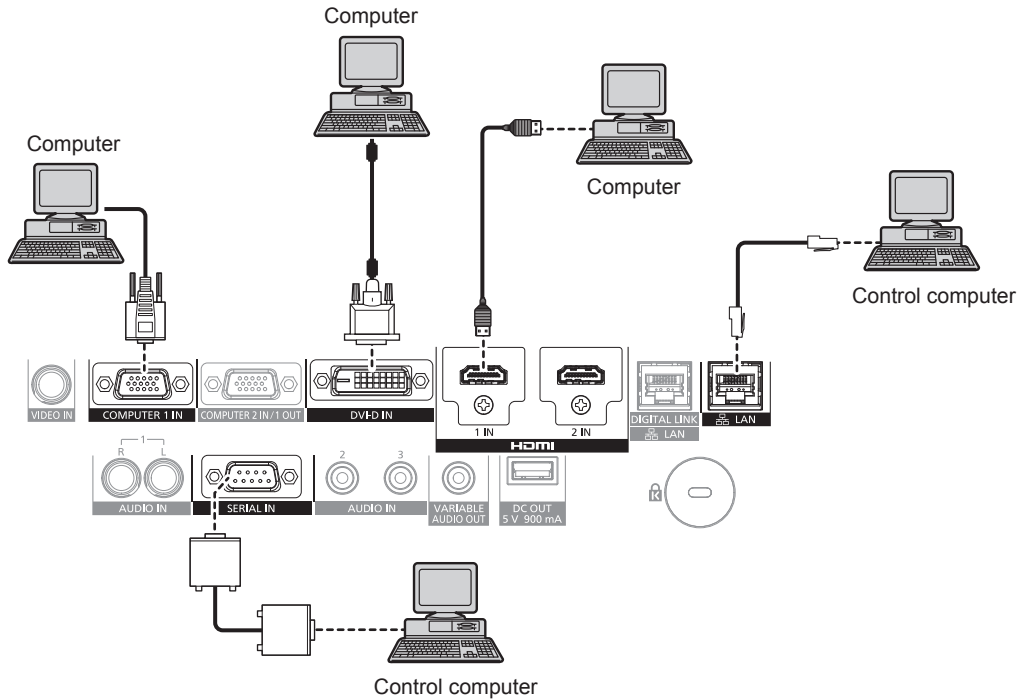 Computer
Computer
Computer
Control computer
VIDEO IN
COMPUTER 1 IN
COMPUTER 2 IN/1 OUT
DVI-D IN
1 IN
2 IN
HDMI
DIGITAL LINK
LAN
LAN
1
R
L
AUDIO IN
SERIAL IN
2
3
AUDIO IN
VARIABLE
AUDIO OUT
DC OUT
5 V 900 mA
K
Control computer